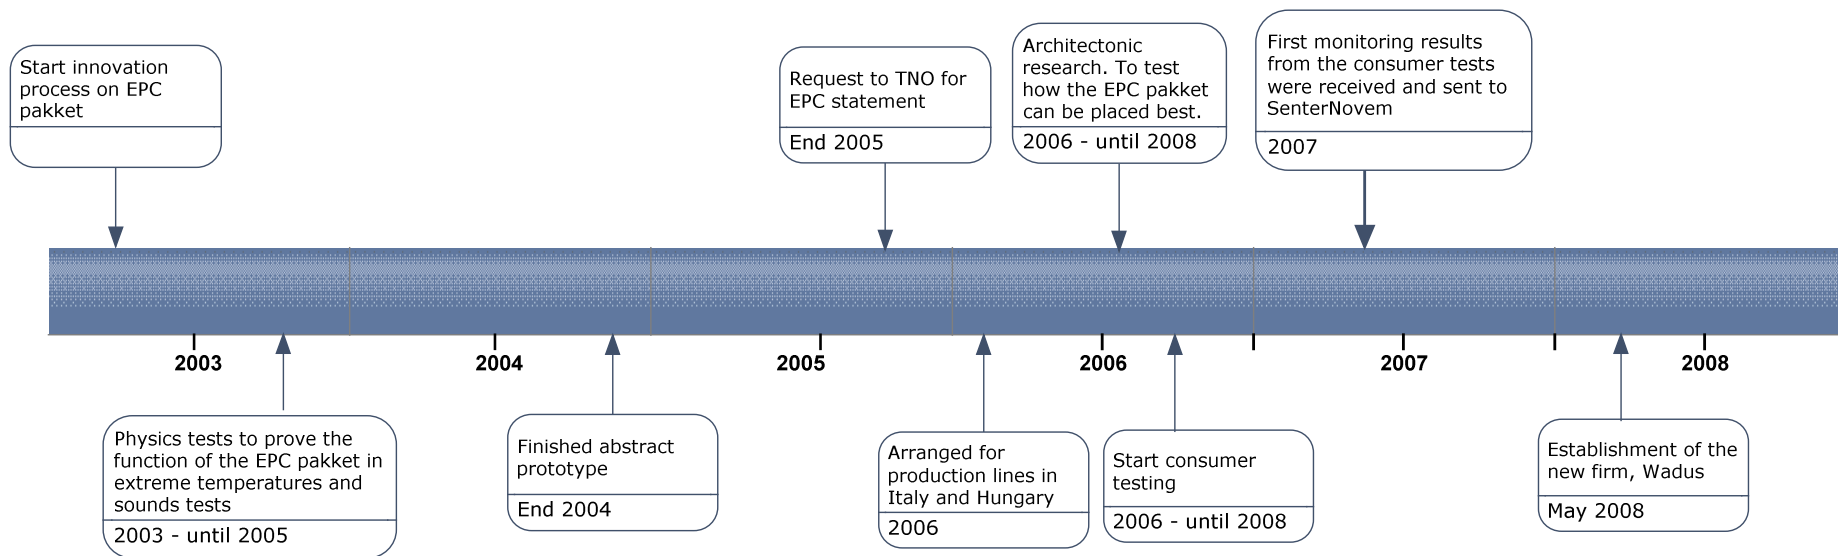 Start innovation
process on EPC
pakket
Request to TNO for
EPC statement
End 2005
Architectonic
research. To test
how the EPC pakket
can be placed best.
2006 - until 2008
First monitoring results
from the consumer tests
were received and sent to
SenterNovem
2007
2003
2004
2005
2006
2007
2008
Physics tests to prove the
function of the EPC pakket in
extreme temperatures and
sounds tests
2003 - until 2005
Finished abstract
prototype
End 2004
Arranged for
production lines in
Italy and Hungary
2006
Start consumer
testing
2006 - until 2008
Establishment of the
new firm, Wadus
May 2008